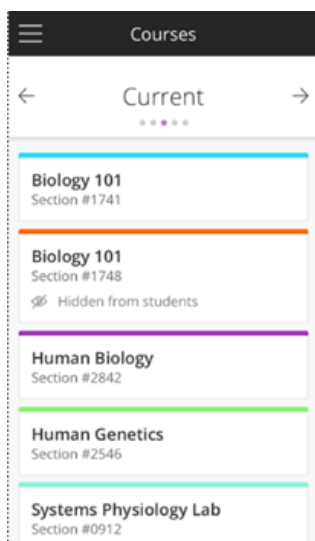 Courses
Current
Biology 101
Section #1741
Biology 101
Section #1748
Hidden from students
Human Biology
Section #2842
Human Genetics
Section #2546
Systems Physiology Lab
Section #0912